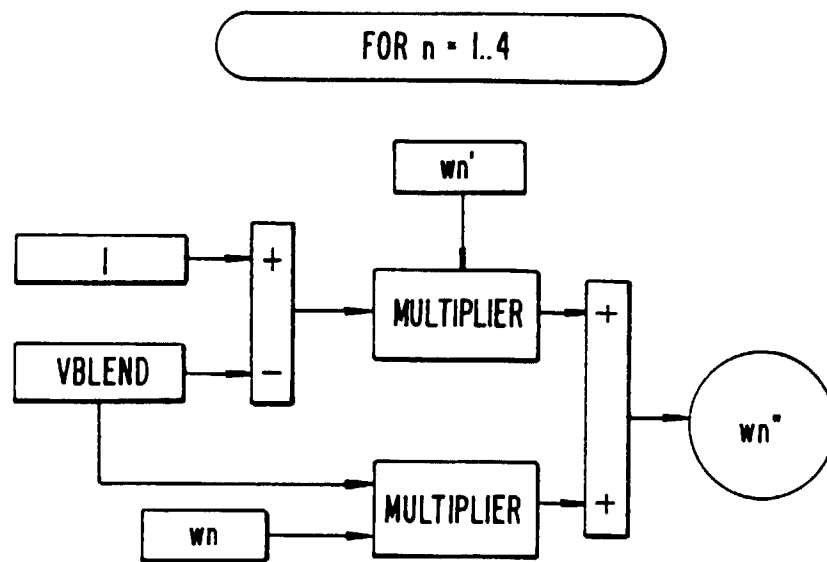 FOR n = 1..4
wn'
1
+
MULTIPLIER
+
VBLEND
-
wn"
MULTIPLIER
+
wn